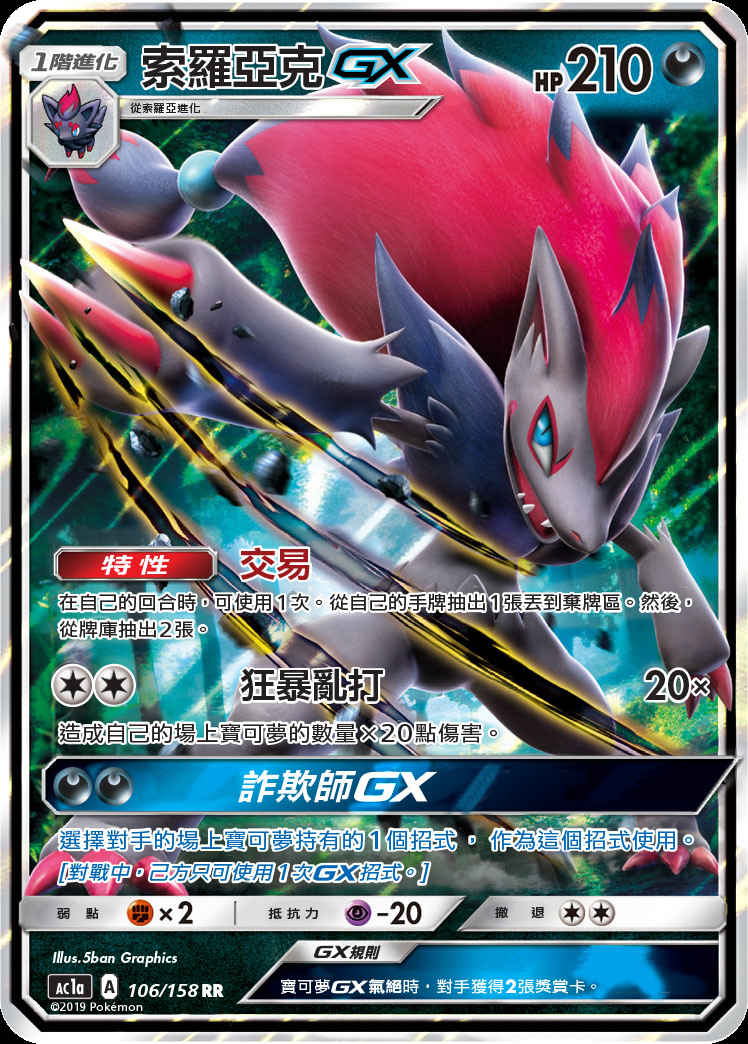 1階進化 索羅亞克GX HP210
從索羅亞進化
特性 交易
在自己的回合時,可使用1次。從自己的手牌抽出1張丟到棄牌區。然後,
從牌庫抽出2張。
狂暴亂打 20×
造成自己的場上寶可夢的數量×20點傷害。
詐欺師GX
選擇對手的場上寶可夢持有的1個招式,作為這個招式使用。
[對戰中,己方只可使用1次GX招式。]
弱點 ×2 抵抗力 -20 撤退
Illus.5ban Graphics
GX規則
AC1a A 106/158 RR
寶可夢GX氣絕時,對手獲得2張獎賞卡。
©2019 Pokémon